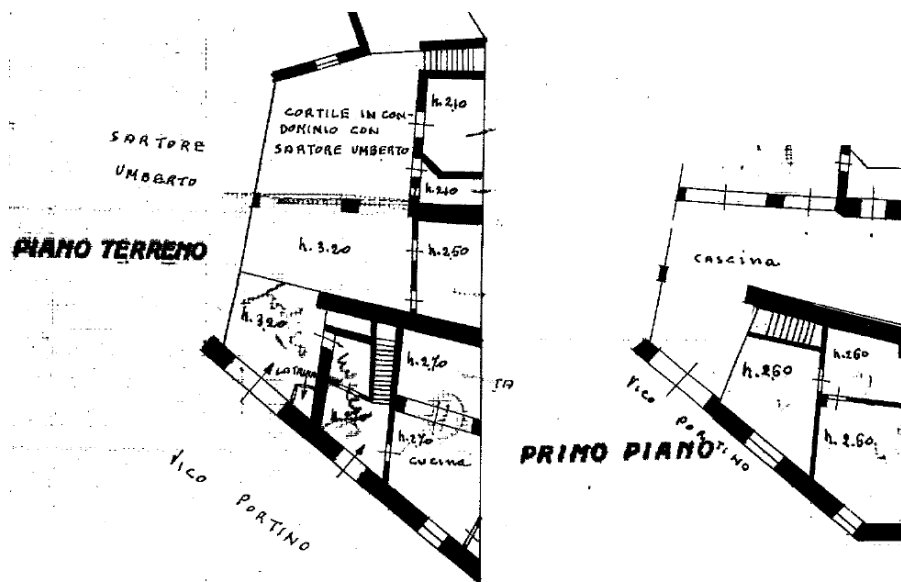 CORTILE IN CON-
DOMINIO CON
SARTORE UMBERTO
h. 2,10
SARTORE
UMBERTO
h. 2,10
PIANO TERRENO
h. 3.20
h. 2,50
h. 3,20
LATRINA
h. 2,70
h. 2,70
CUCINA
VICO PORTINO
CASCINA
h. 2,60
h. 2,60
h. 2.60
VICO PORTINO
PRIMO PIANO